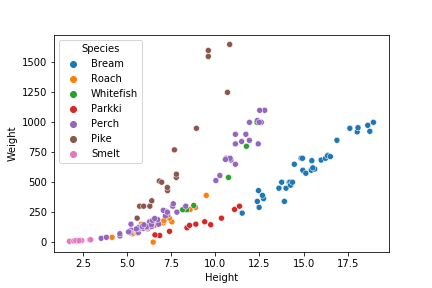 Species
Bream
Roach
Whitefish
Parkki
Perch
Pike
Smelt
Weight
1500
1250
1000
750
500
250
0
2.5 5.0 7.5 10.0 12.5 15.0 17.5
Height